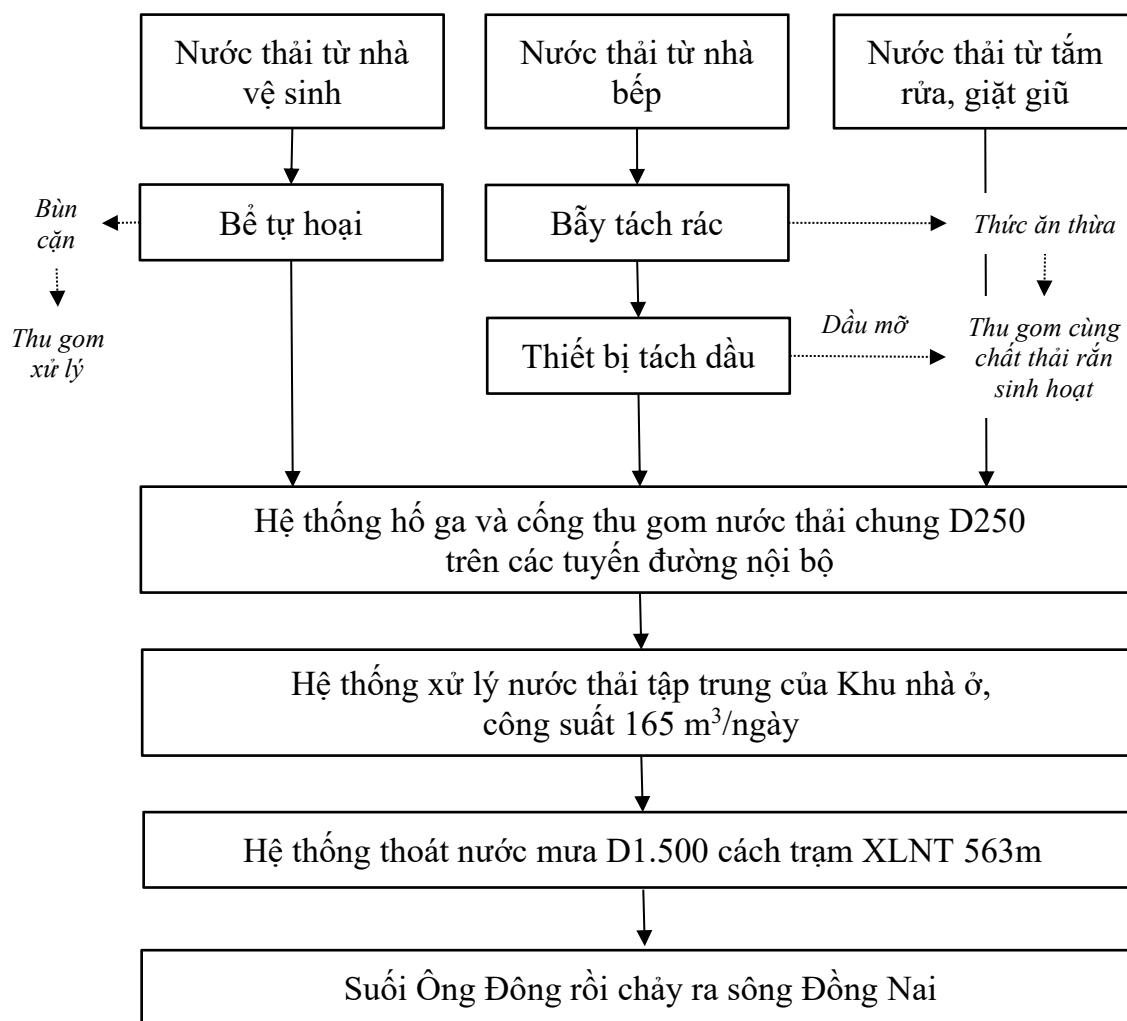 Nước thải từ nhà
vệ sinh
Nước thải từ nhà
bếp
Nước thải từ tắm
rửa, giặt giũ
Bùn
cặn
Bể tự hoại
Bẫy tách rác
Thức ăn thừa
Thu gom
xử lý
Thiết bị tách dầu
Dầu mỡ
Thu gom cùng
chất thải rắn
sinh hoạt
Hệ thống hố ga và cống thu gom nước thải chung D250
trên các tuyến đường nội bộ
Hệ thống xử lý nước thải tập trung của Khu nhà ở,
công suất 165 m³/ngày
Hệ thống thoát nước mưa D1.500 cách trạm XLNT 563m
Suối Ông Đông rồi chảy ra sông Đồng Nai